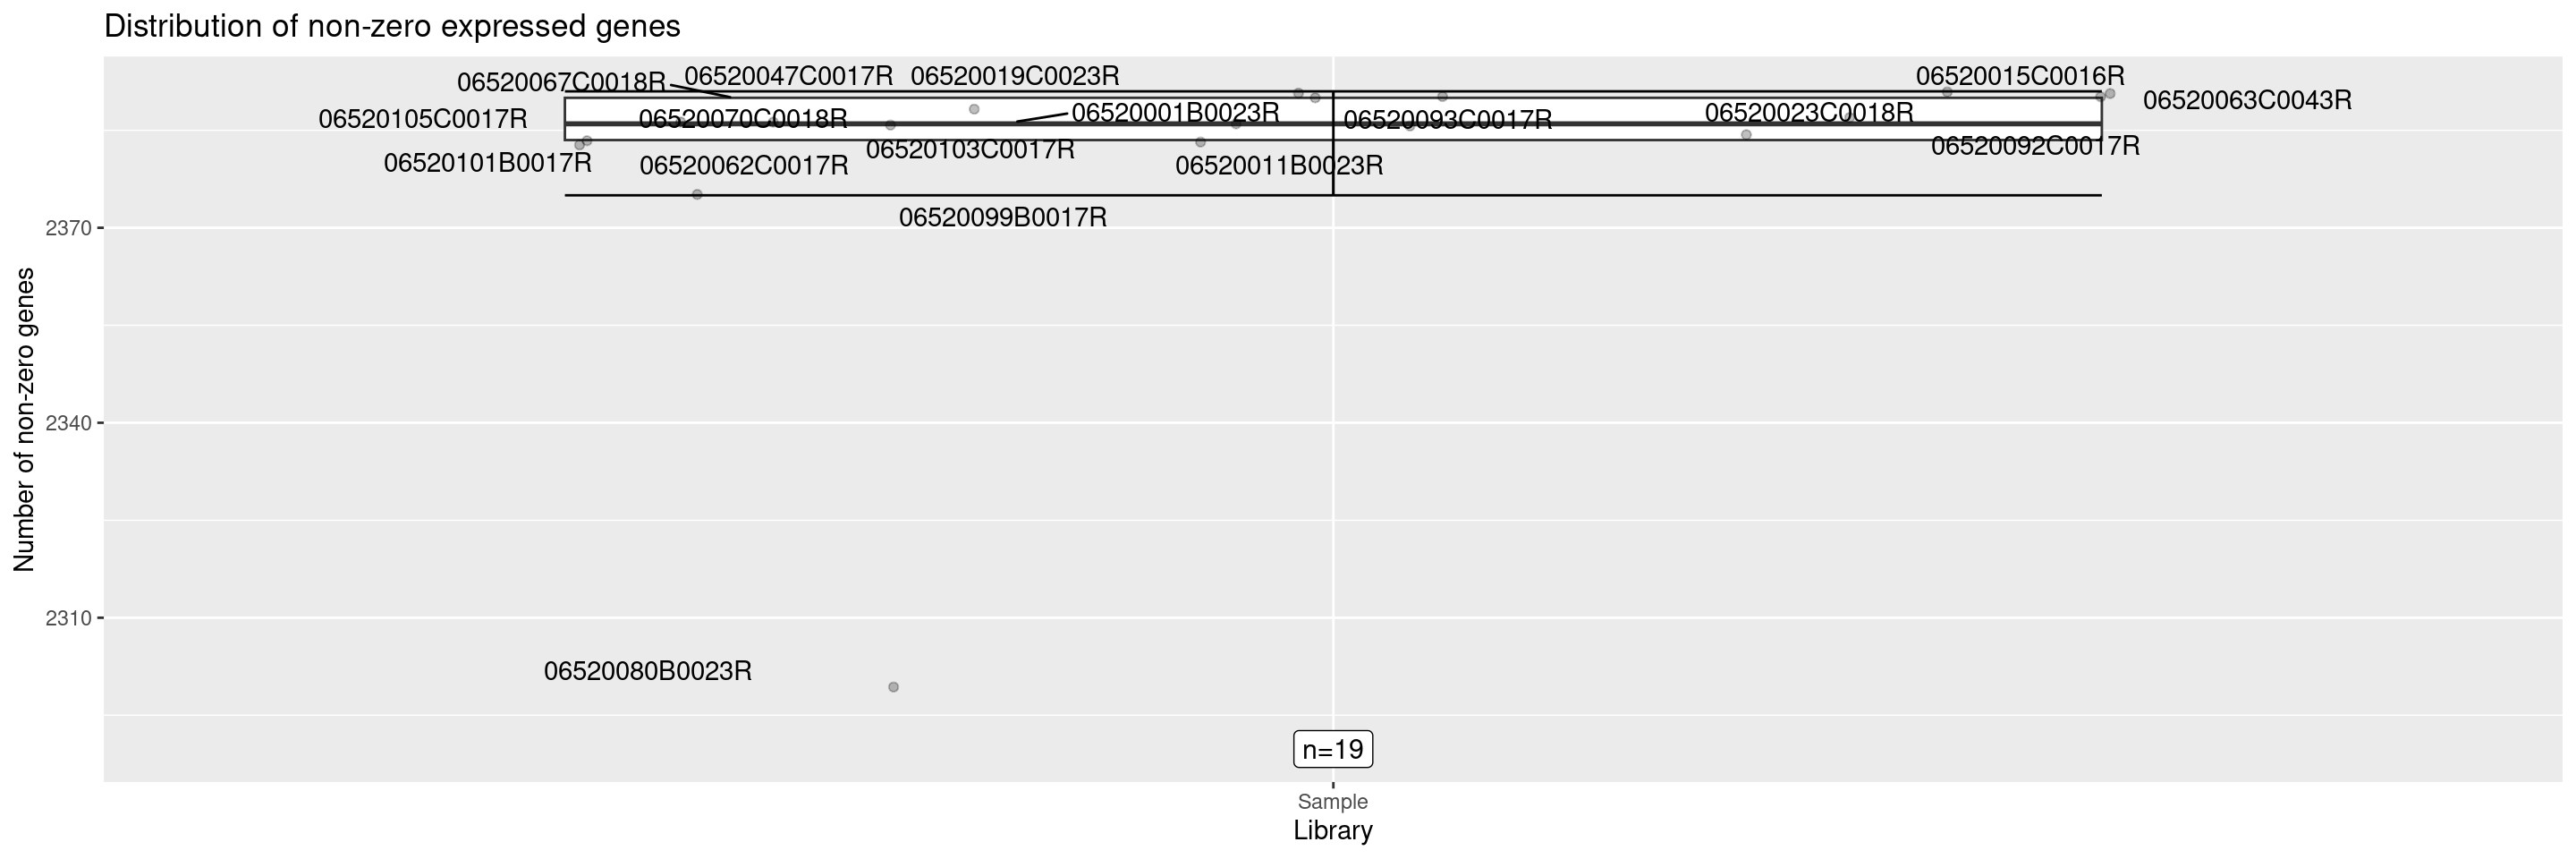 Distribution of non-zero expressed genes
06520067C0018R
06520047C0017R
06520019C0023R
06520015C0016R
06520063C0043R
06520105C0017R
06520070C0018R
06520001B0023R
06520093C0017R
06520023C0018R
06520101B0017R
06520062C0017R
06520103C0017R
06520011B0023R
06520092C0017R
06520099B0017R
2370
2340
2310
Number of non-zero genes
06520080B0023R
n=19
Sample
Library